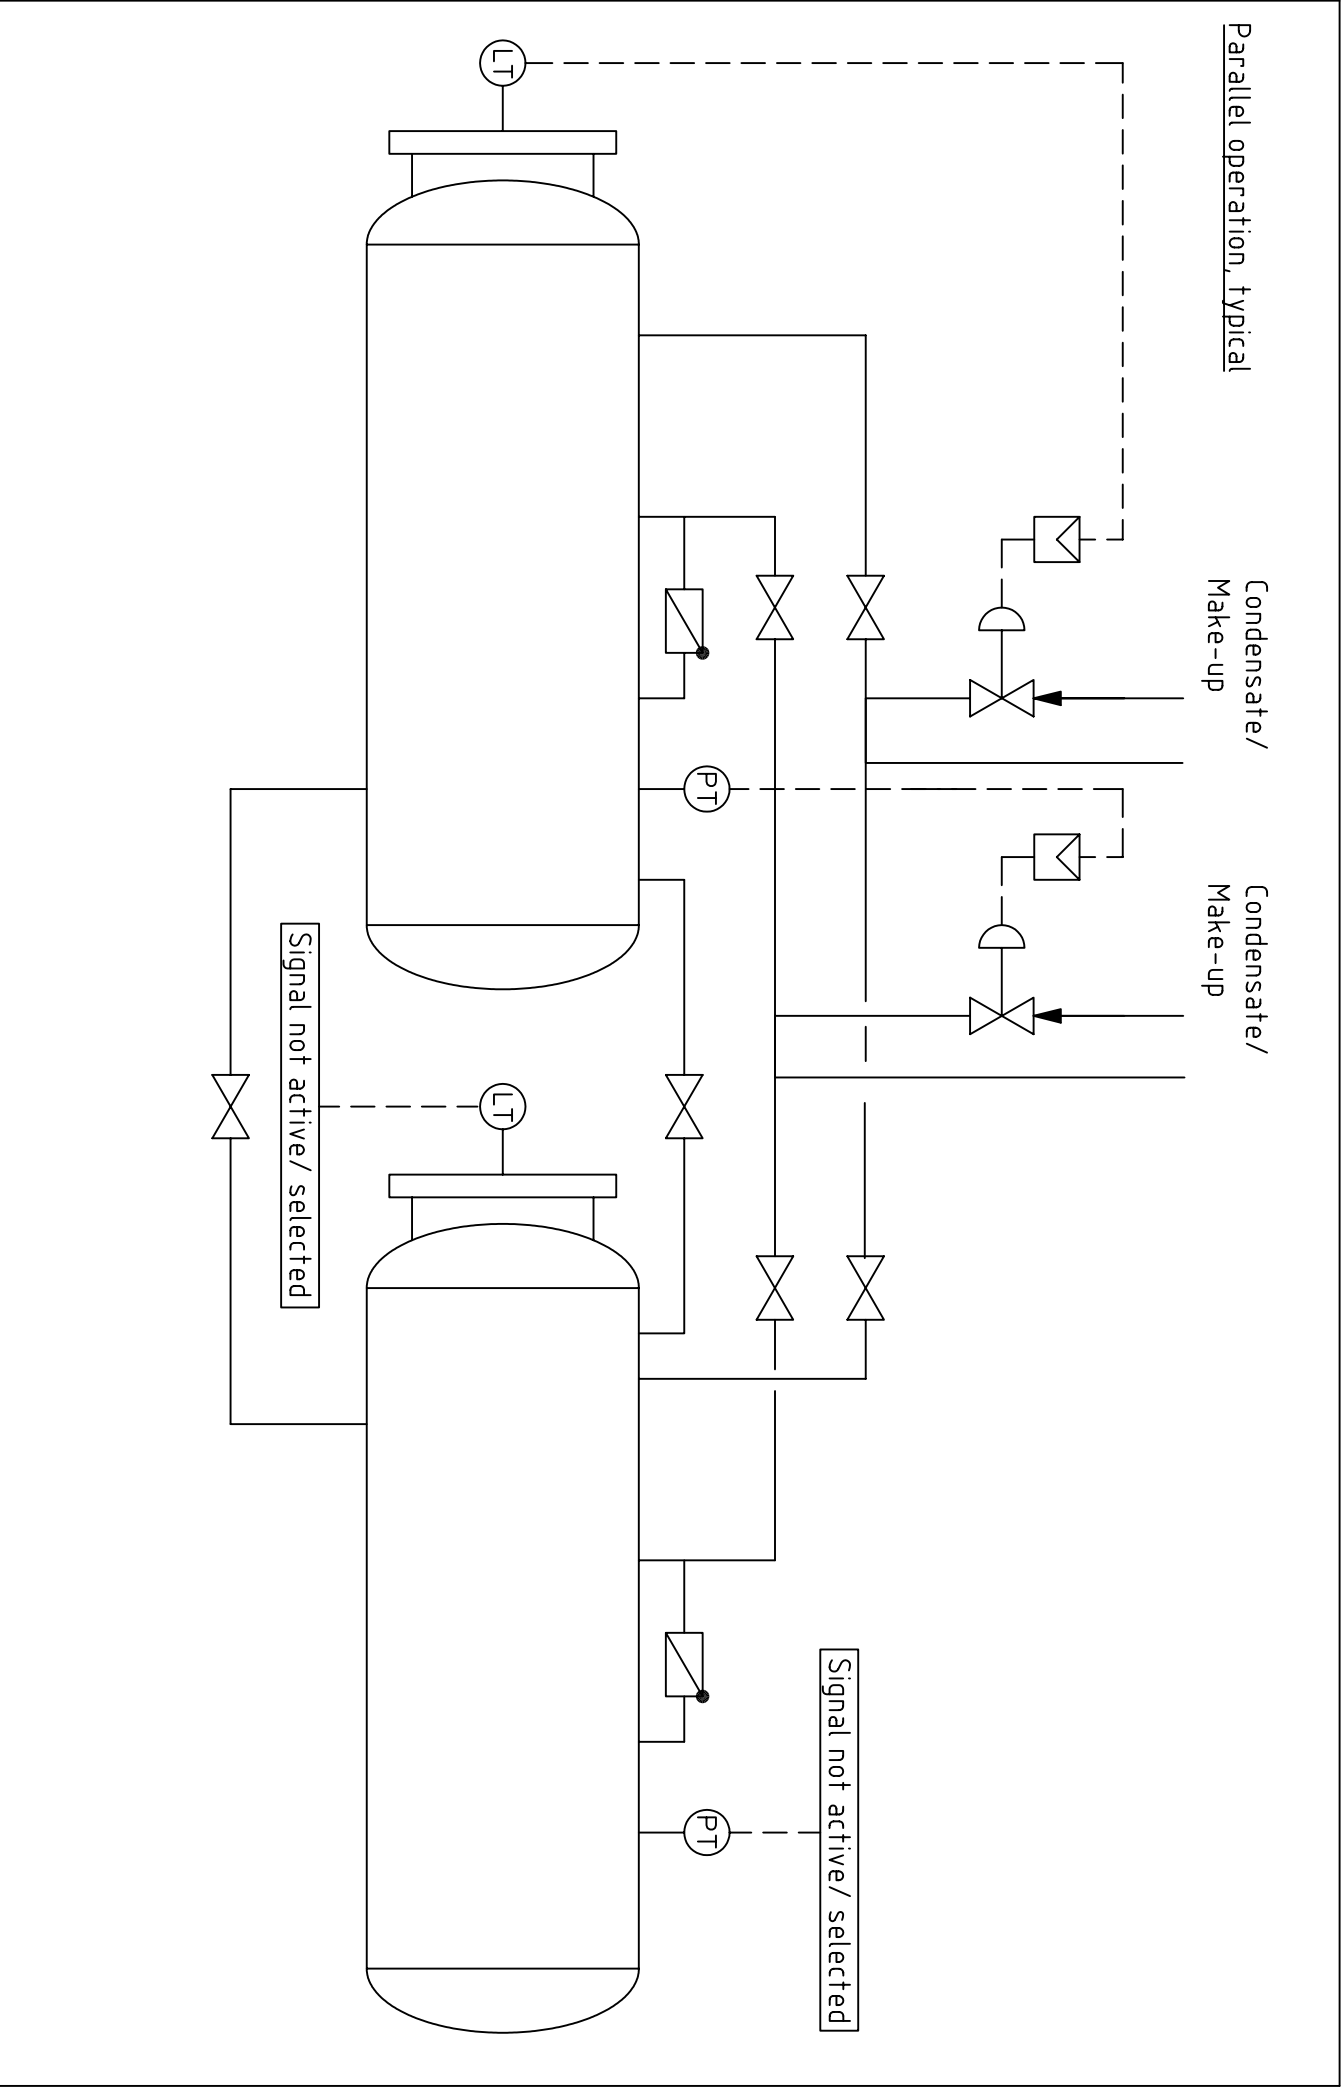 Parallel operation, typical
Condensate/
Make-up
Condensate/
Make-up
LT
PT
LT
PT
Signal not active/ selected
Signal not active/ selected